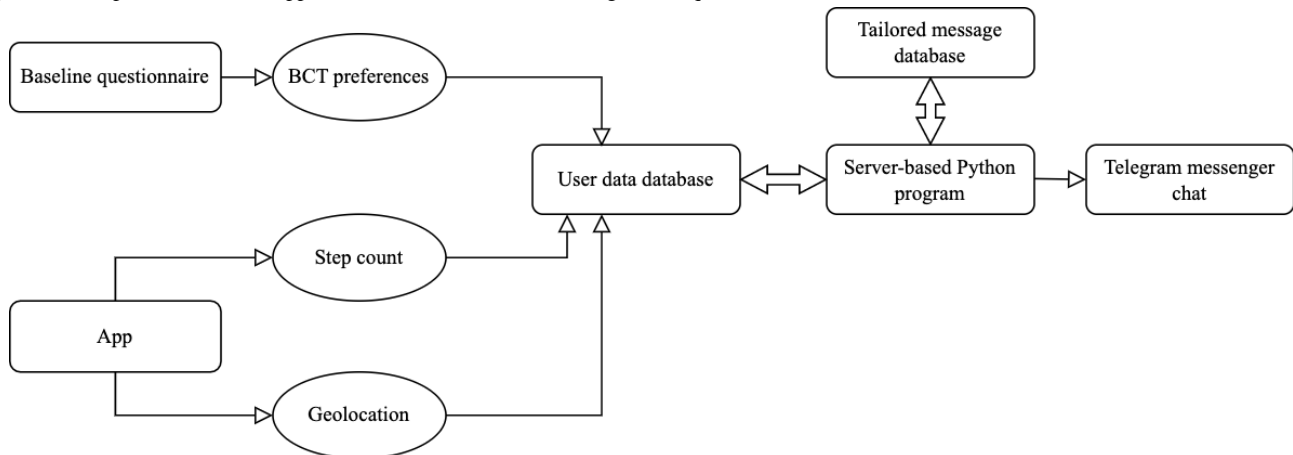 Tailored message
database
Baseline questionnaire
BCT preferences
User data database
Server-based Python
program
Telegram messenger
chat
Step count
App
Geolocation